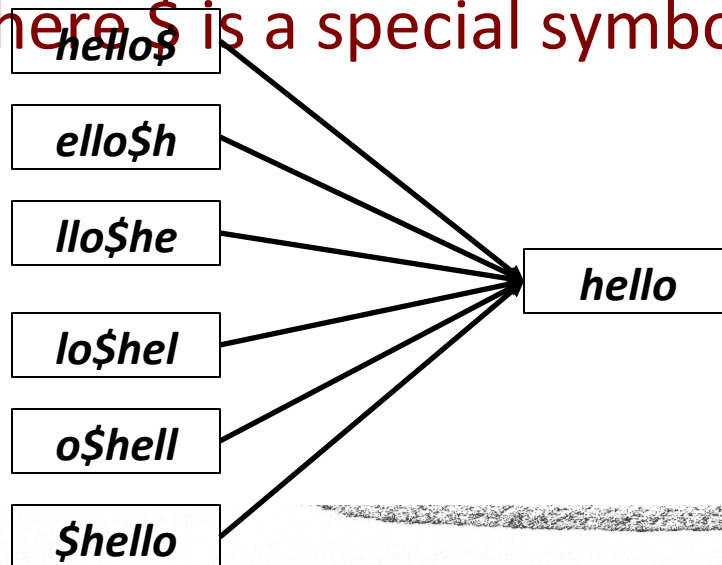 here $ is a special symbo
hello$
ello$h
llo$he
hello
lo$hel
o$hell
$hello